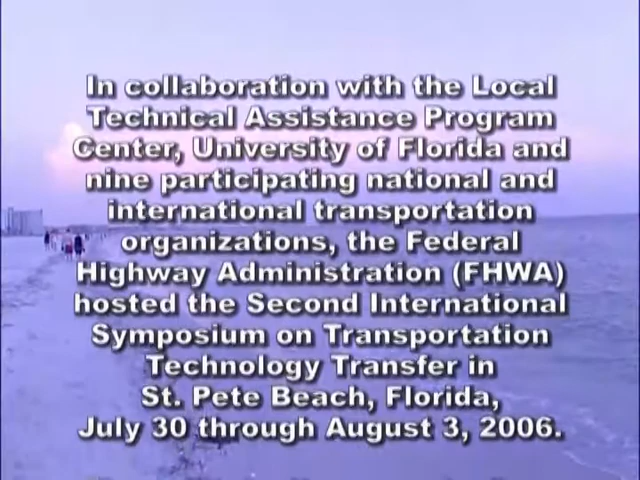 In collaboration with the Local
Technical Assistance Program
Center, University of Florida and
nine participating national and
international transportation
organizations, the Federal
Highway Administration (FHWA)
hosted the Second International
Symposium on Transportation
Technology Transfer in
St. Pete Beach, Florida,
July 30 through August 3, 2006.